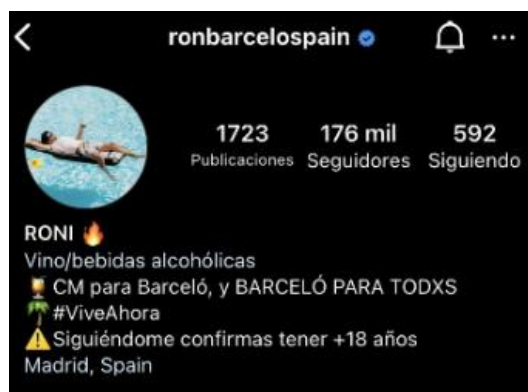 ronbarcelospain
1723 176 mil 592
Publicaciones Seguidores Siguiendo
RONI 🔥
Vino/bebidas alcohólicas
🍹 CM para Barceló, y BARCELÓ PARA TODXS
🌴#ViveAhora
⚠️Siguiéndome confirmas tener +18 años
Madrid, Spain